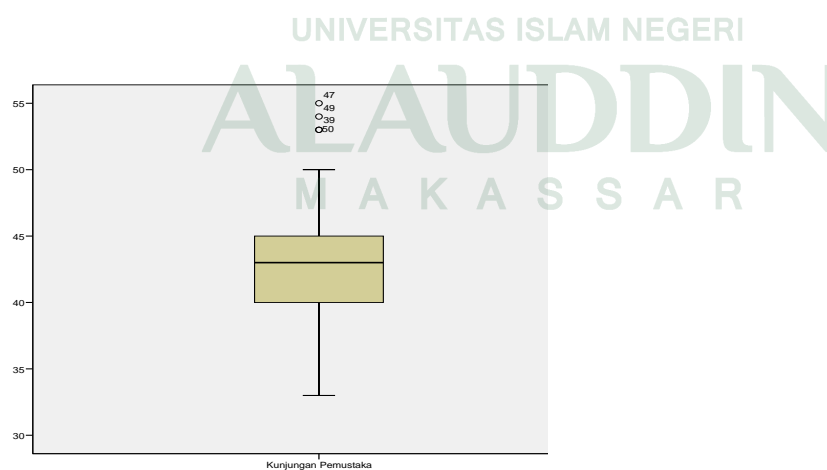 UNIVERSITAS ISLAM NEGERI
ALAUDDIN
MAKASSAR
55
50
45
40
35
30
47
49
39
50
Kunjungan Pemustaka